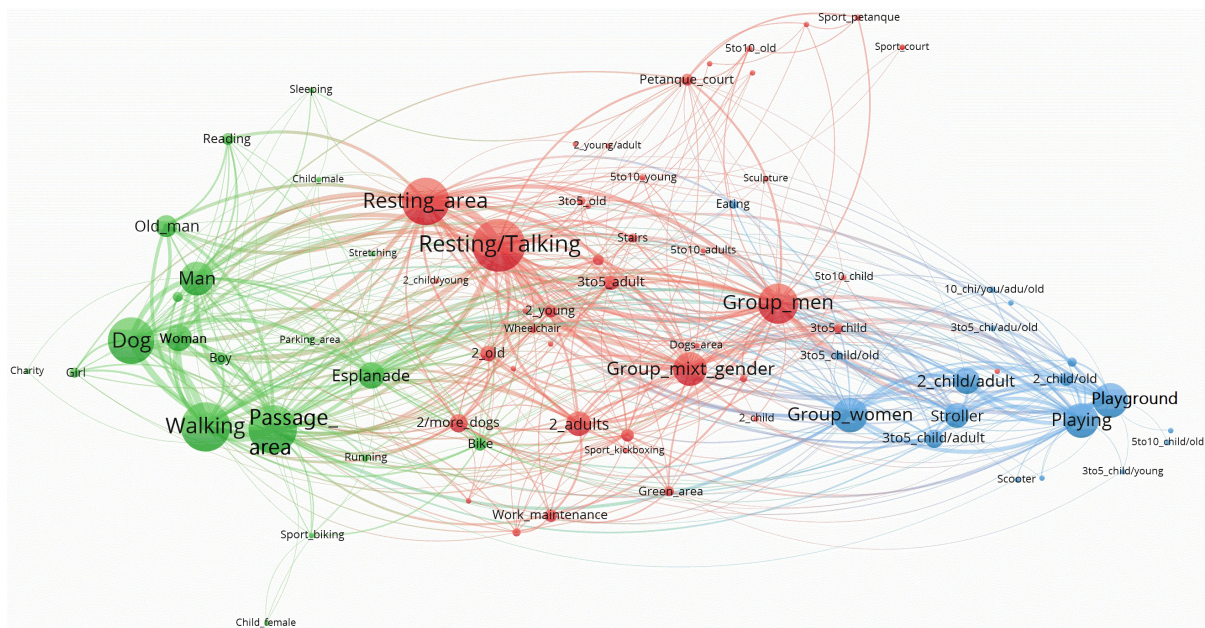 Sport_petanque
Sport_court
5to10_old
Petanque_court
Sleeping
Reading
2_young/adult
Child_male
5to10_young
Sculpture
Resting_area
3to5_old
Eating
Old_man
Stairs
Resting/Talking
5to10_adults
Stretching
Man
2_child/young
3to5_adult
5to10_child
10_chi/you/adu/old
Group_men
2_young
Wheelchair
3to5_child
3to5_chi/adu/old
Dog
Woman
Parking_area
Dogs_area
2_old
3to5_child/old
Boy
Charity
Girl
Esplanade
Group_mixt_gender
2_child/adult
2_child/old
Playground
Walking
Passage_
area
2/more_dogs
2_adults
2_child
Group_women
Stroller
Playing
3to5_child/adult
Bike
Sport_kickboxing
5to10_child/old
Running
3to5_child/young
Scooter
Green_area
Work_maintenance
Sport_biking
Child_female